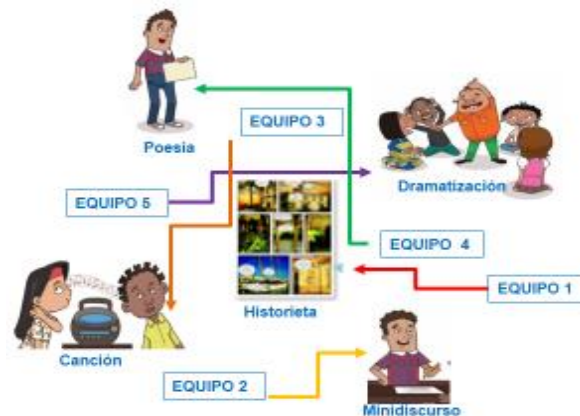 EQUIPO 3
Poesía
Dramatización
EQUIPO 5
EQUIPO 4
EQUIPO 1
Historieta
Canción
EQUIPO 2
Minidiscurso